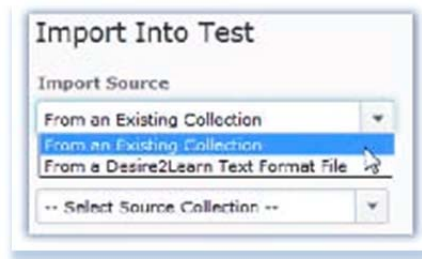 Import Into Test
Import Source
From an Existing Collection
From an Existing Collection
From a Desire2Learn Text Format File
-- Select Source Collection --